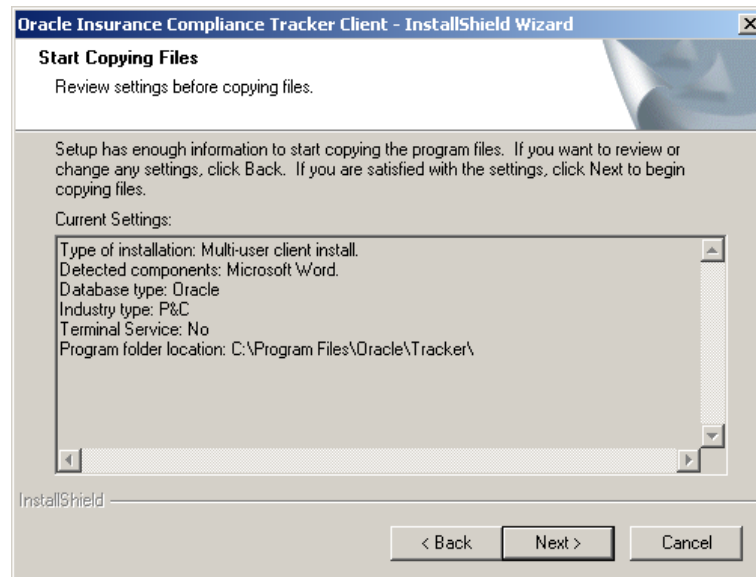 Oracle Insurance Compliance Tracker Client - InstallShield Wizard
Start Copying Files
Review settings before copying files.
Setup has enough information to start copying the program files.  If you want to review or
change any settings, click Back.  If you are satisfied with the settings, click Next to begin
copying files.
Current Settings:
Type of installation: Multi-user client install.
Detected components: Microsoft Word.
Database type: Oracle
Industry type: P&C
Terminal Service: No
Program folder location: C:\Program Files\Oracle\Tracker\
InstallShield
< Back
Next >
Cancel